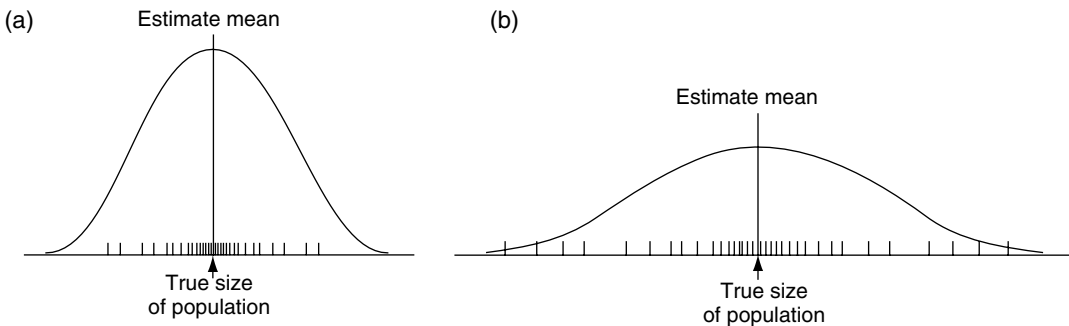 (a)
Estimate mean
True size
of population
(b)
Estimate mean
True size
of population